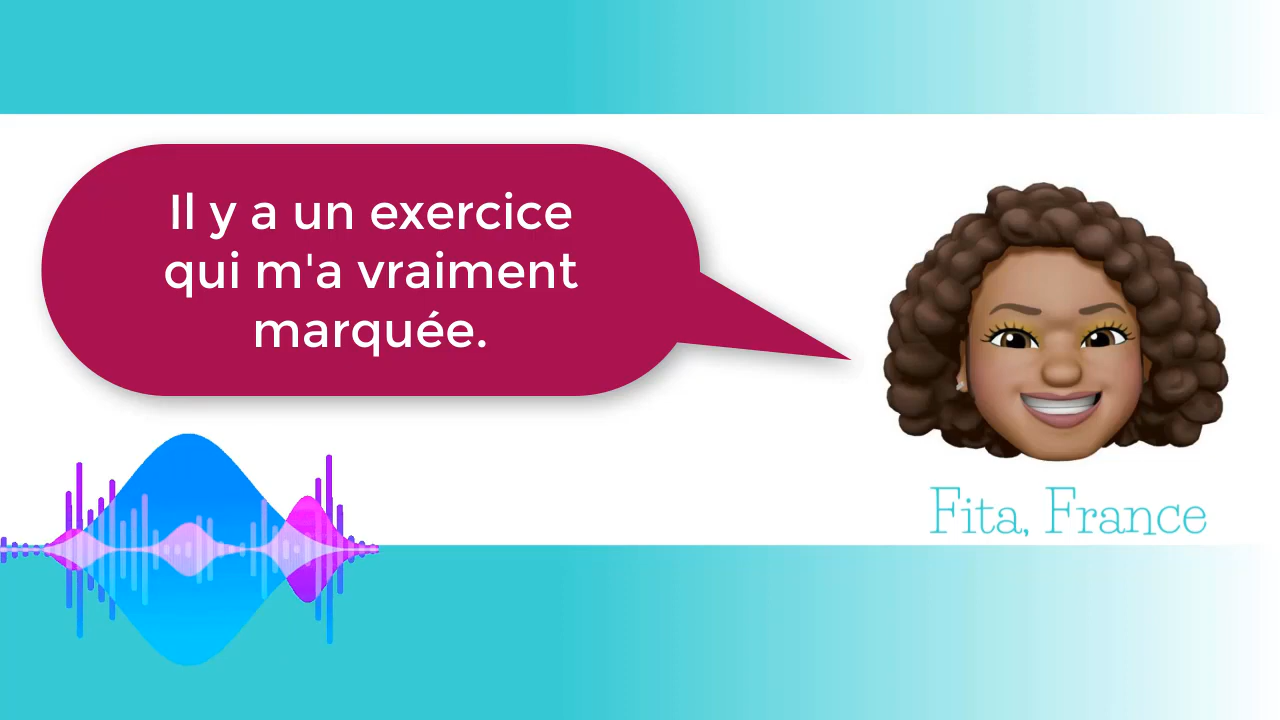 Il y a un exercice
qui m'a vraiment
marquée.
Fita, France